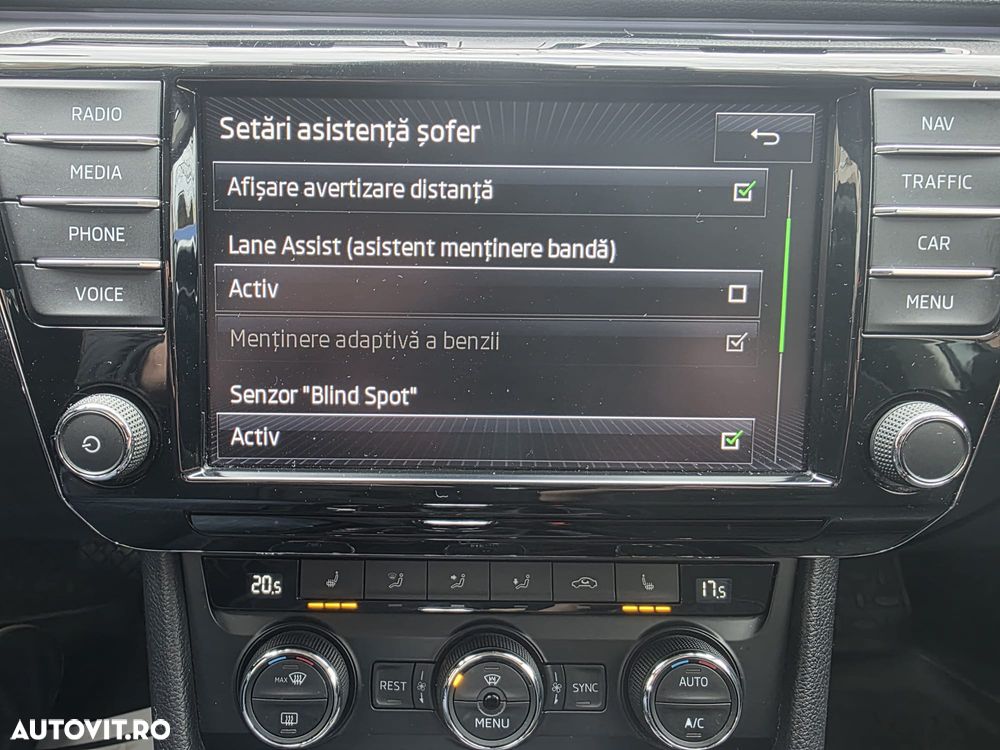 RADIO
MEDIA
PHONE
VOICE
Setări asistență șofer
Afișare avertizare distanță
Lane Assist (asistent menținere bandă)
Activ
Menținere adaptivă a benzii
Senzor "Blind Spot"
Activ
NAV
TRAFFIC
CAR
MENU
20.5
17.5
MAX
REST
MENU
SYNC
AUTO
A/C
AUTOVIT.RO